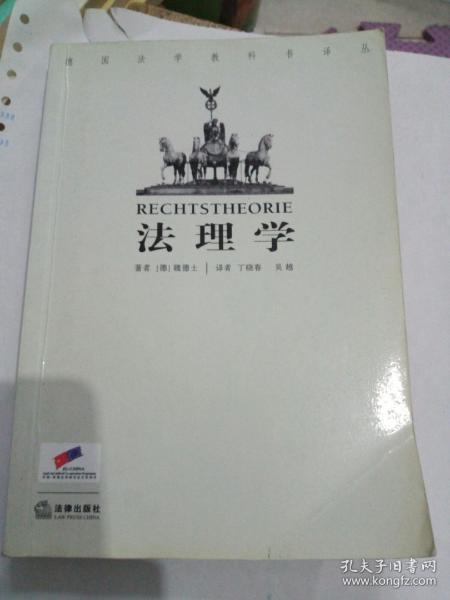 德国法学教科书译丛
RECHTSTHEORIE
法理学
著者 [德] 魏德士 | 译者 丁晓春 吴越
EU-CHINA
法律出版社
LAW PRESS·CHINA
孔夫子旧书网
www.kongfz.com